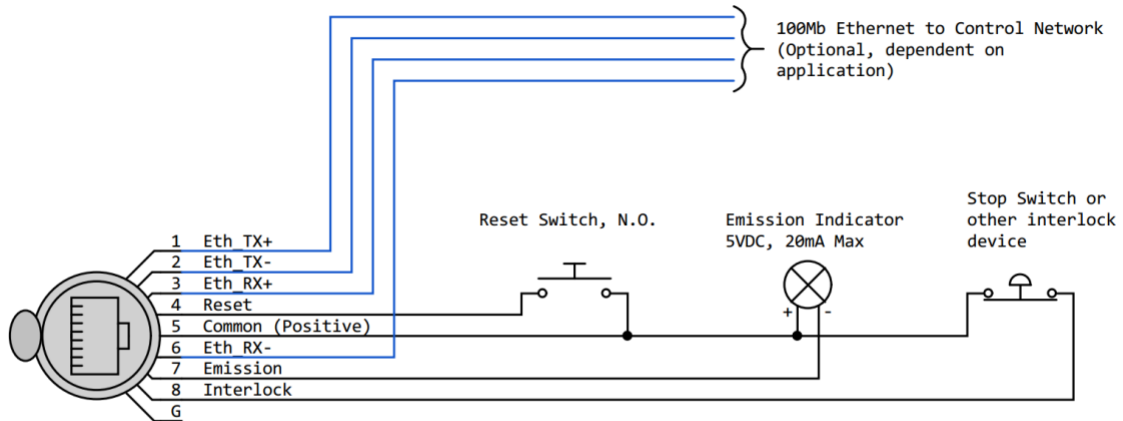 100Mb Ethernet to Control Network
(Optional, dependent on
application)
Stop Switch or
other interlock
device
Reset Switch, N.O.
Emission Indicator
5VDC, 20mA Max
1 Eth_TX+
2 Eth_TX-
3 Eth_RX+
4 Reset
5 Common (Positive)
6 Eth_RX-
7 Emission
8 Interlock
G
+ -